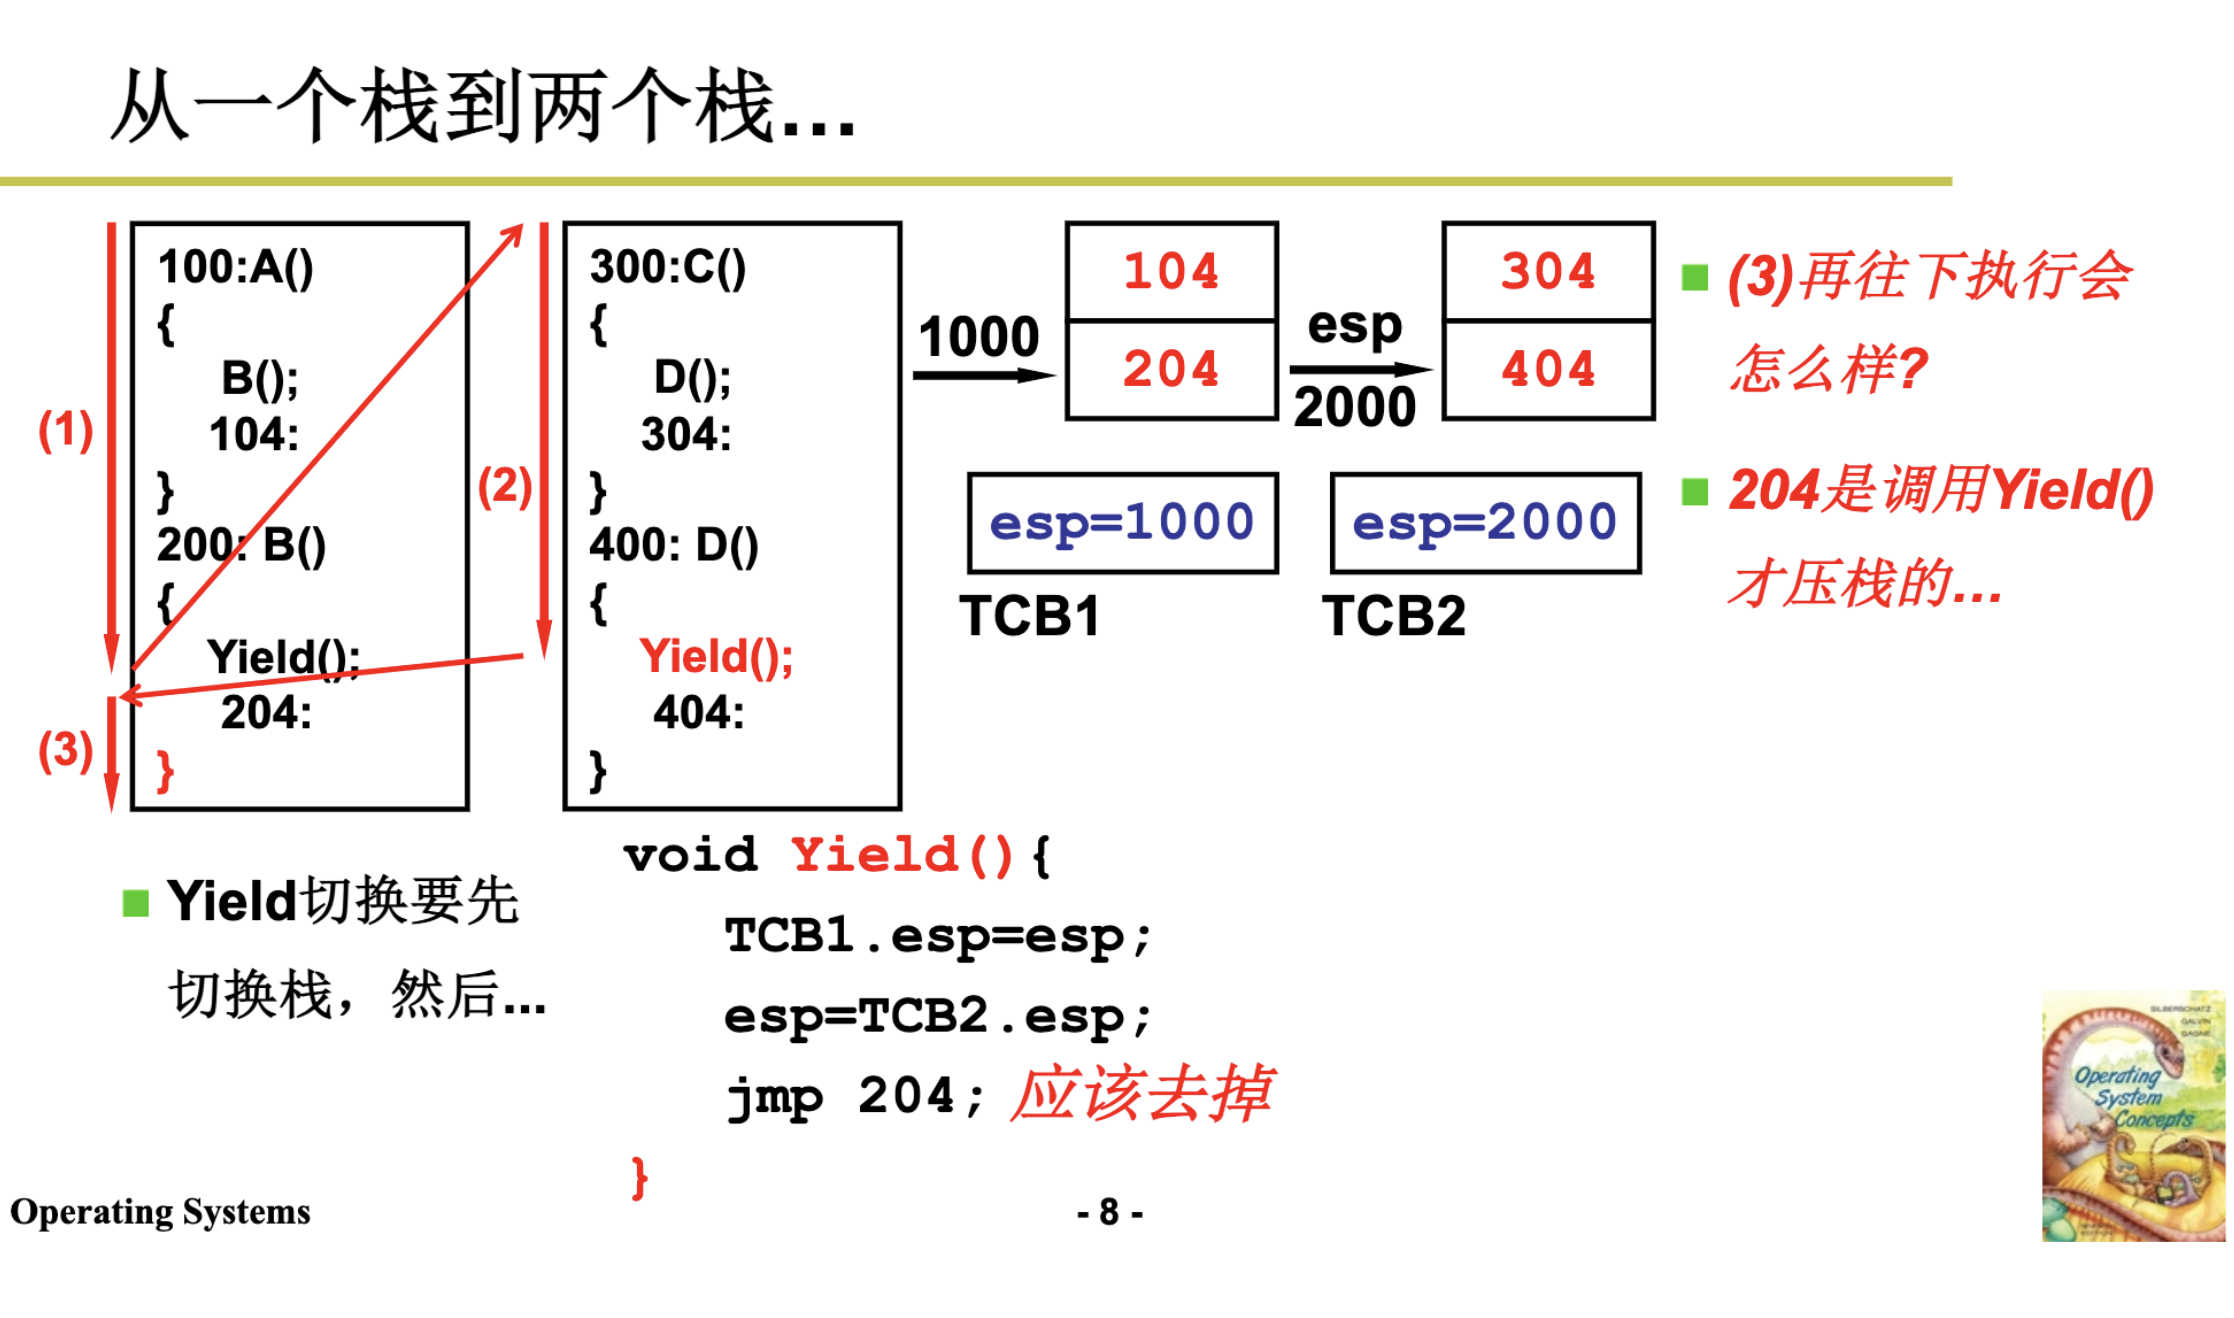 从一个栈到两个栈...
100:A()
{
B();
104:
}
200: B()
{
Yield();
204:
}
(1)
(2)
(3)
300:C()
{
D();
304:
}
400: D()
{
Yield();
404:
}
1000
104
204
esp
2000
304
404
esp=1000
TCB1
esp=2000
TCB2
(3)再往下执行会
怎么样?
204是调用Yield()
才压栈的...
Yield切换要先
切换栈，然后...
void Yield(){
TCB1.esp=esp;
esp=TCB2.esp;
jmp 204; 应该去掉
}
Operating Systems
- 8 -
SILBERSCHATZ
GALVIN
GAGNE
Operating
System
Concepts